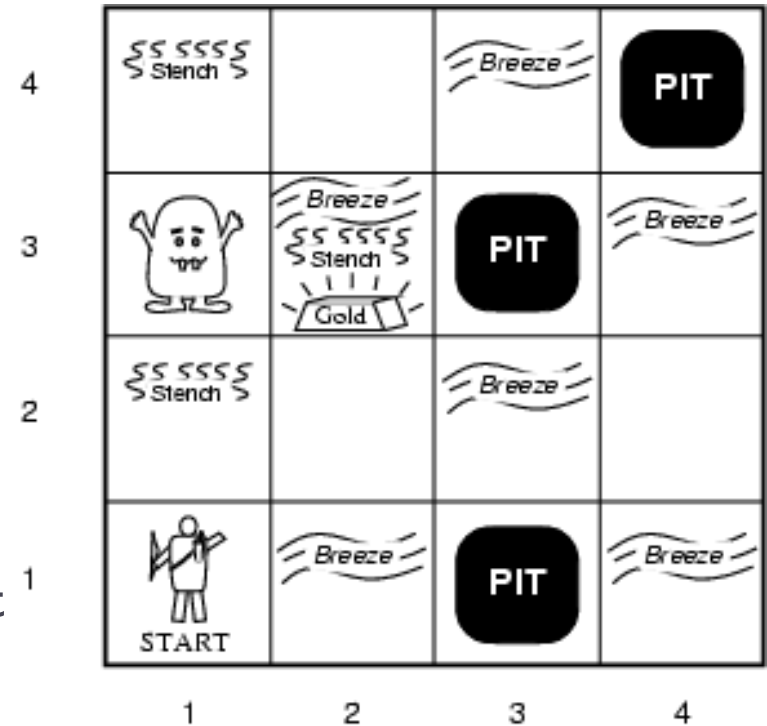 4
Stench
Breeze
PIT
3
Breeze
Stench
Gold
PIT
Breeze
2
Stench
Breeze
1
START
Breeze
PIT
Breeze
1 2 3 4